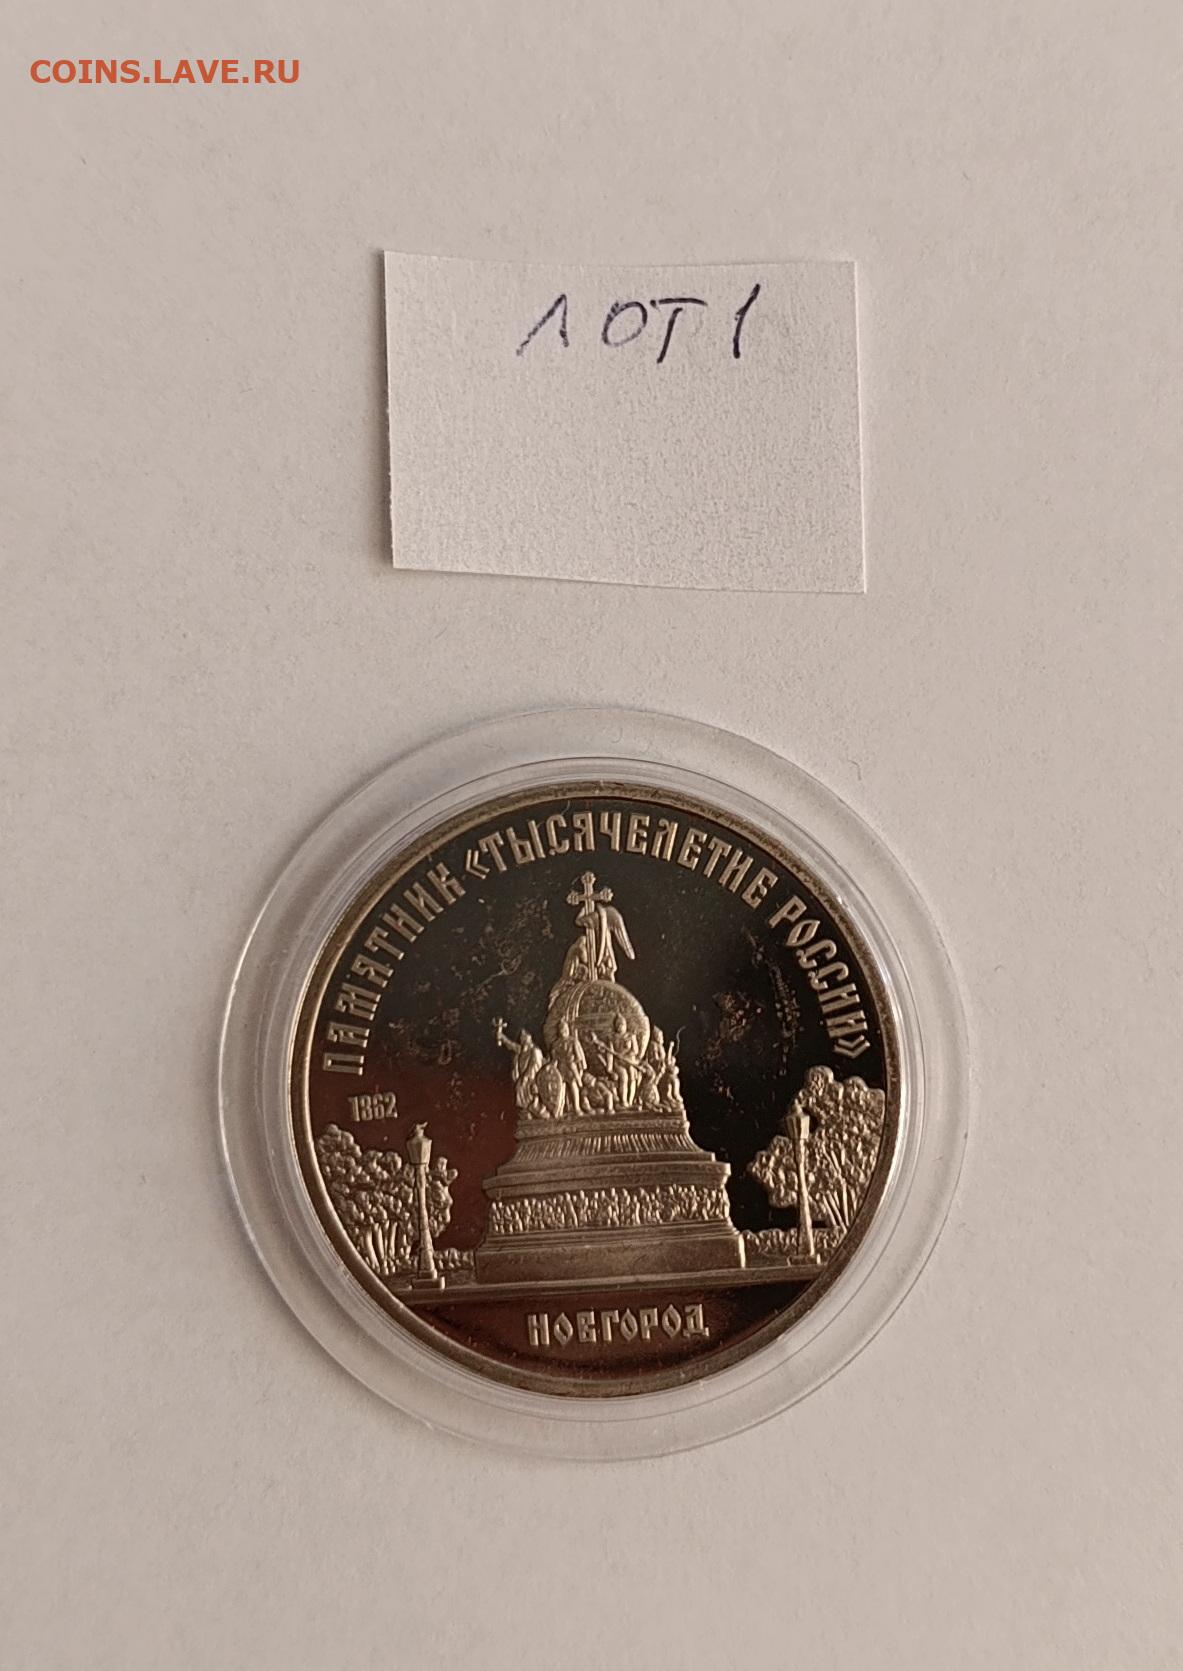 COINS.LAVE.RU
ЛОТ 1
ПАМЯТНИК «ТЫСЯЧЕЛЕТИЕ РОССИИ»
1862
НОВГОРОД